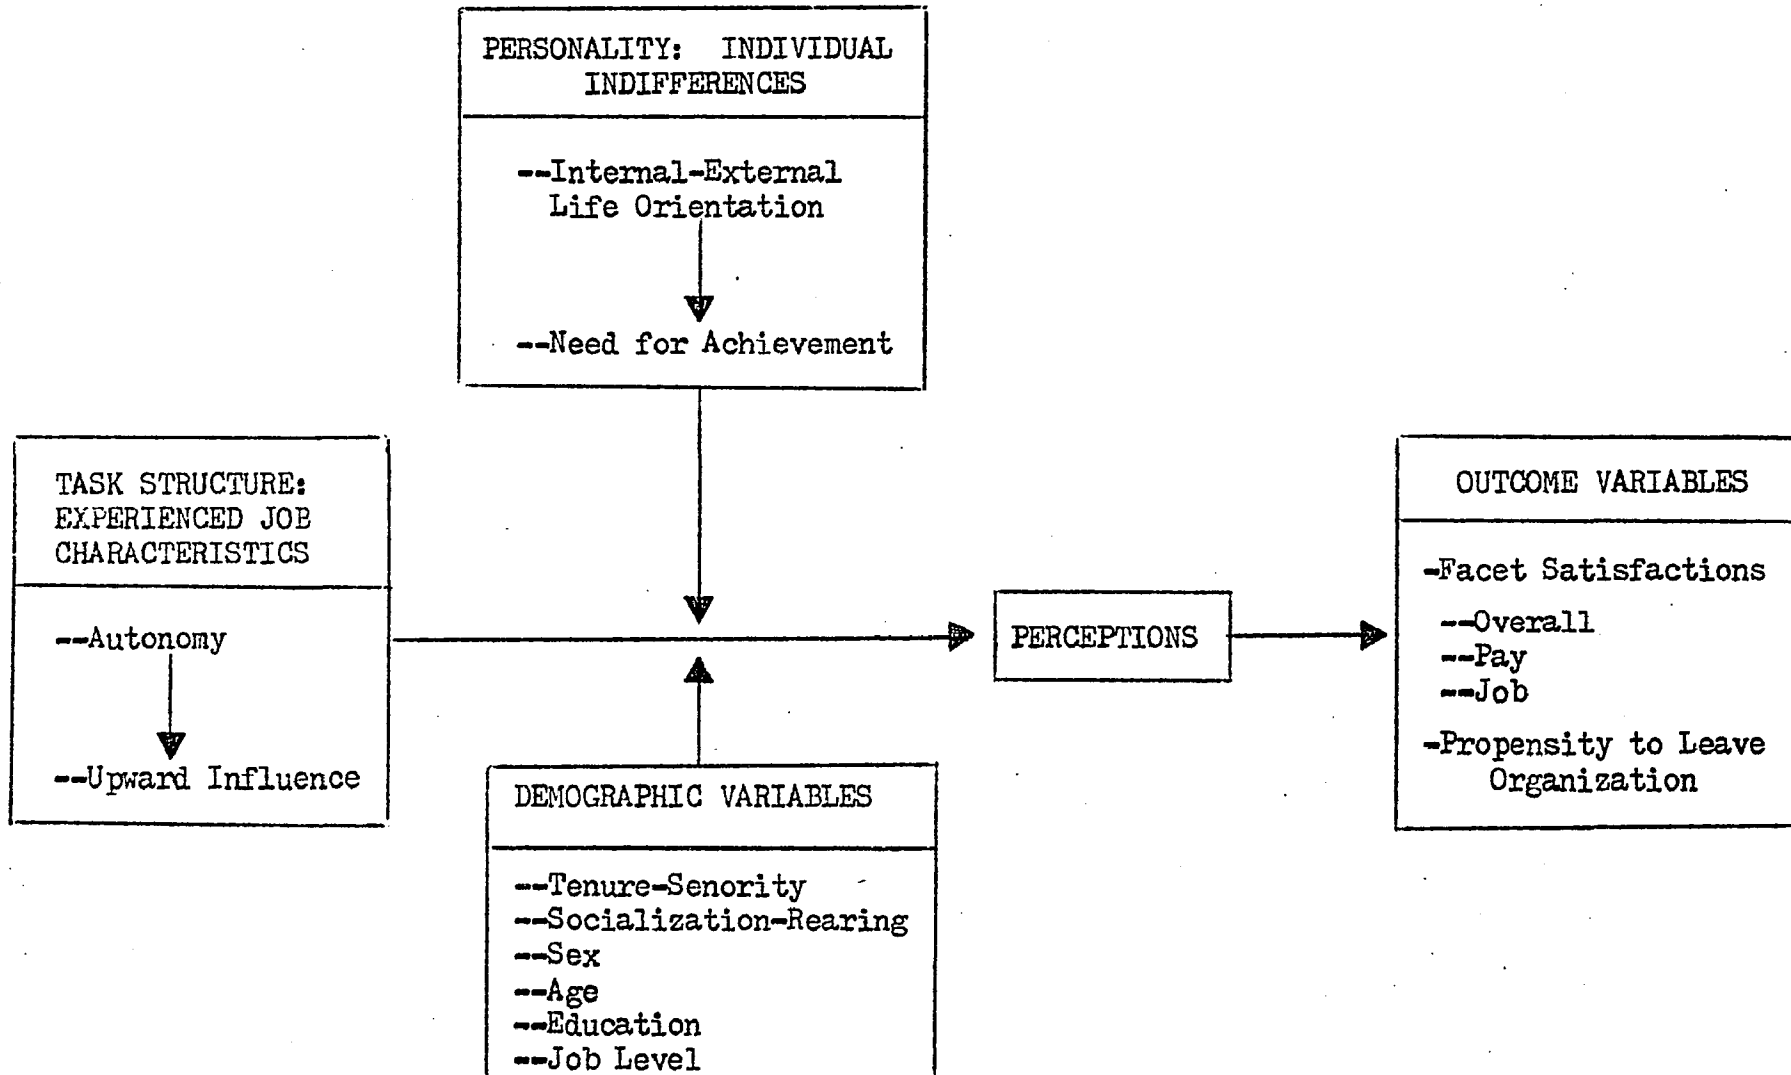 PERSONALITY: INDIVIDUAL
INDIFFERENCES
--Internal-External
Life Orientation
--Need for Achievement
TASK STRUCTURE:
EXPERIENCED JOB
CHARACTERISTICS
--Autonomy
--Upward Influence
DEMOGRAPHIC VARIABLES
--Tenure-Senority
--Socialization-Rearing
--Sex
--Age
--Education
--Job Level
PERCEPTIONS
OUTCOME VARIABLES
-Facet Satisfactions
--Overall
--Pay
--Job
-Propensity to Leave
Organization